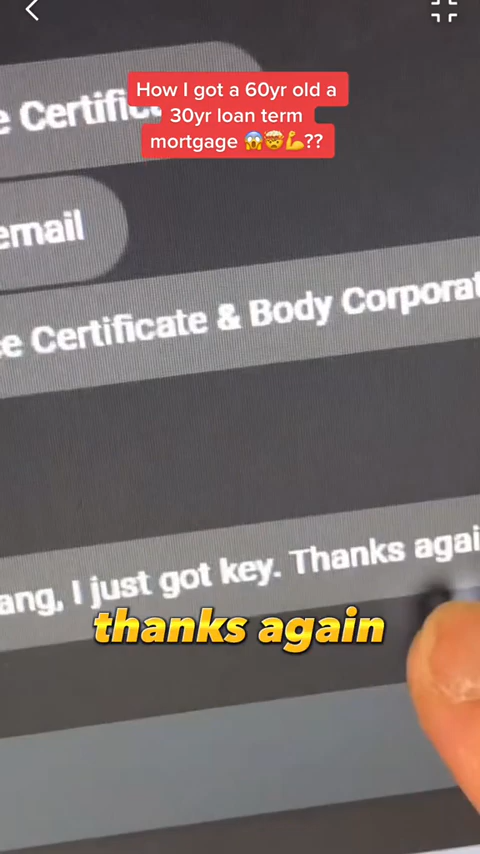 How I got a 60yr old a
30yr loan term
mortgage 😱🤯💪??
e Certific
email
ce Certificate & Body Corporat
ang, I just got key. Thanks agai
thanks again